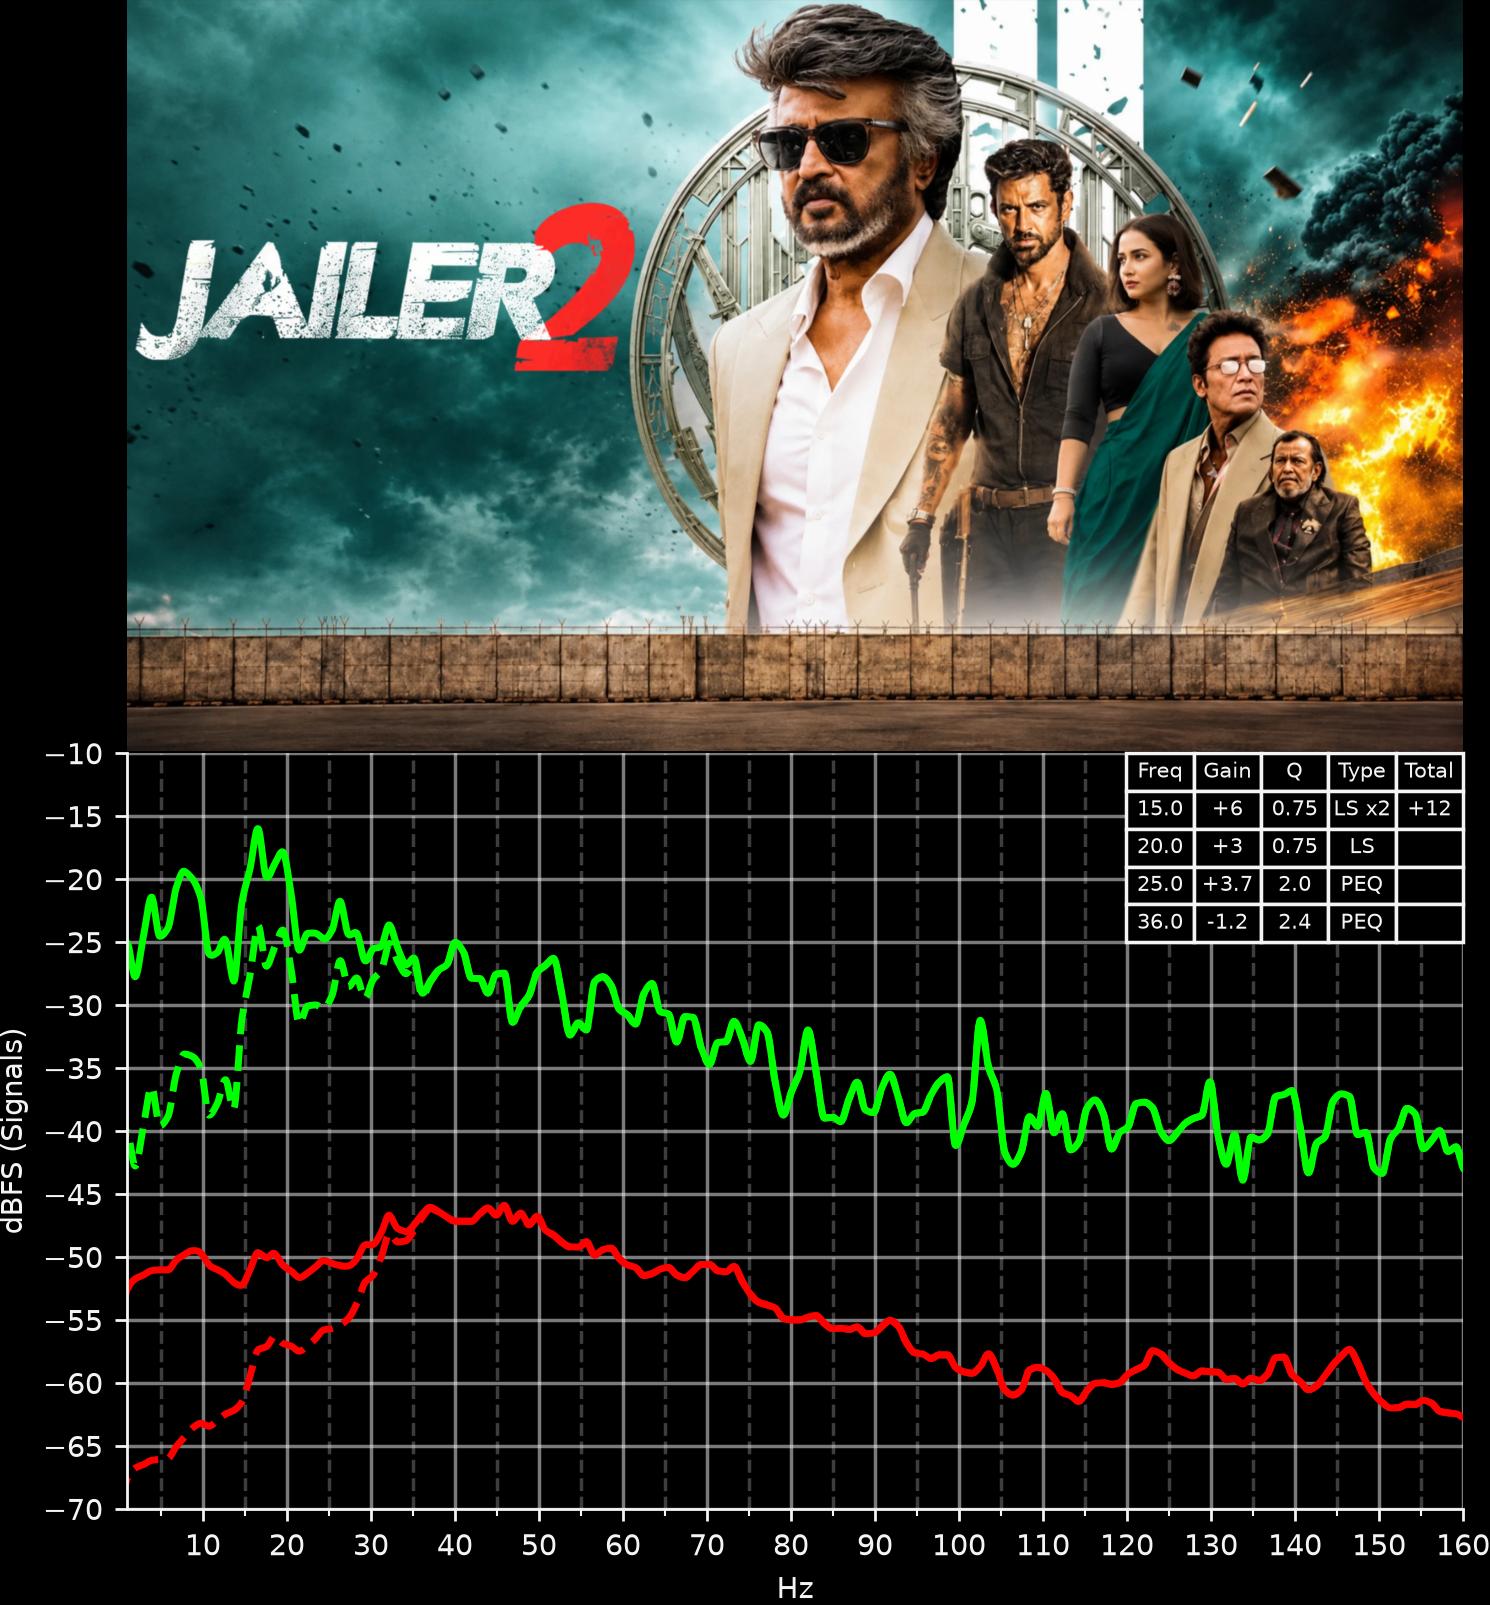 JAILER 2
Freq Gain Q Type Total
15.0 +6 0.75 LS x2 +12
20.0 +3 0.75 LS
25.0 +3.7 2.0 PEQ
36.0 -1.2 2.4 PEQ
dBFS (Signals)
−10
−15
−20
−25
−30
−35
−40
−45
−50
−55
−60
−65
−70
10 20 30 40 50 60 70 80 90 100 110 120 130 140 150 160
Hz